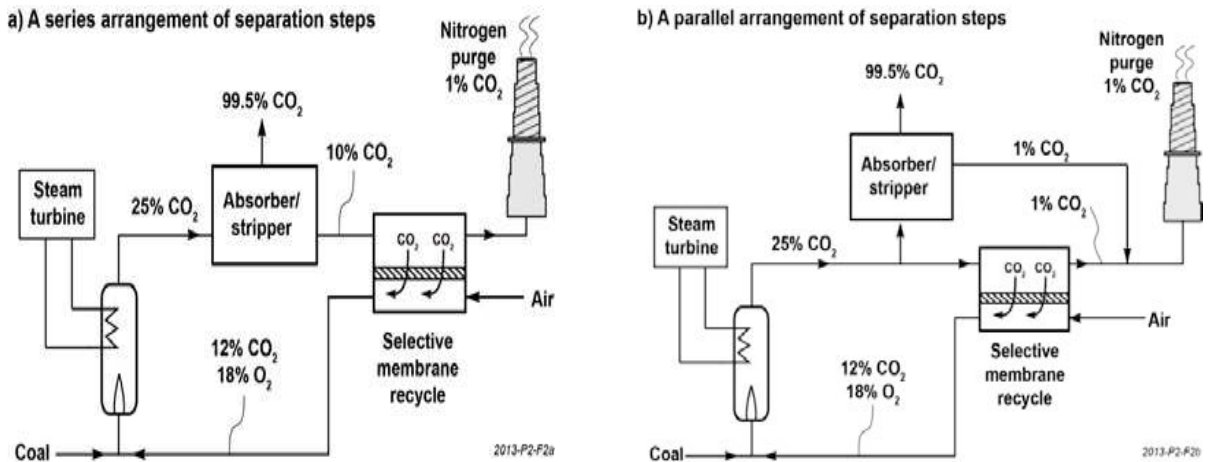 a) A series arrangement of separation steps
Nitrogen
purge
1% CO₂
99.5% CO₂
10% CO₂
Steam
turbine
25% CO₂
Absorber/
stripper
CO₂ CO₂
Air
12% CO₂
18% O₂
Selective
membrane
recycle
Coal
2013-P2-F2a
b) A parallel arrangement of separation steps
Nitrogen
purge
1% CO₂
99.5% CO₂
Absorber/
stripper
1% CO₂
1% CO₂
Steam
turbine
25% CO₂
CO₂ CO₂
Air
12% CO₂
18% O₂
Selective
membrane
recycle
Coal
2013-P2-F2b